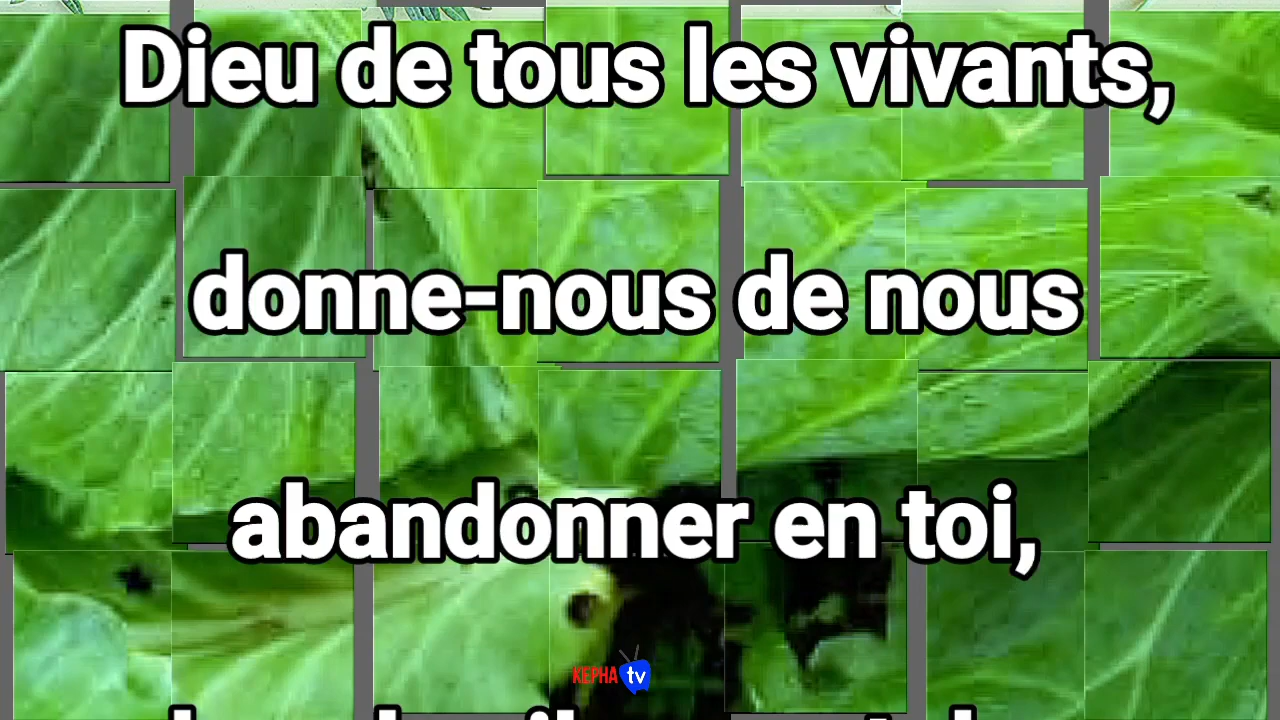 Dieu de tous les vivants,
donne-nous de nous
abandonner en toi,
KEPHA tv